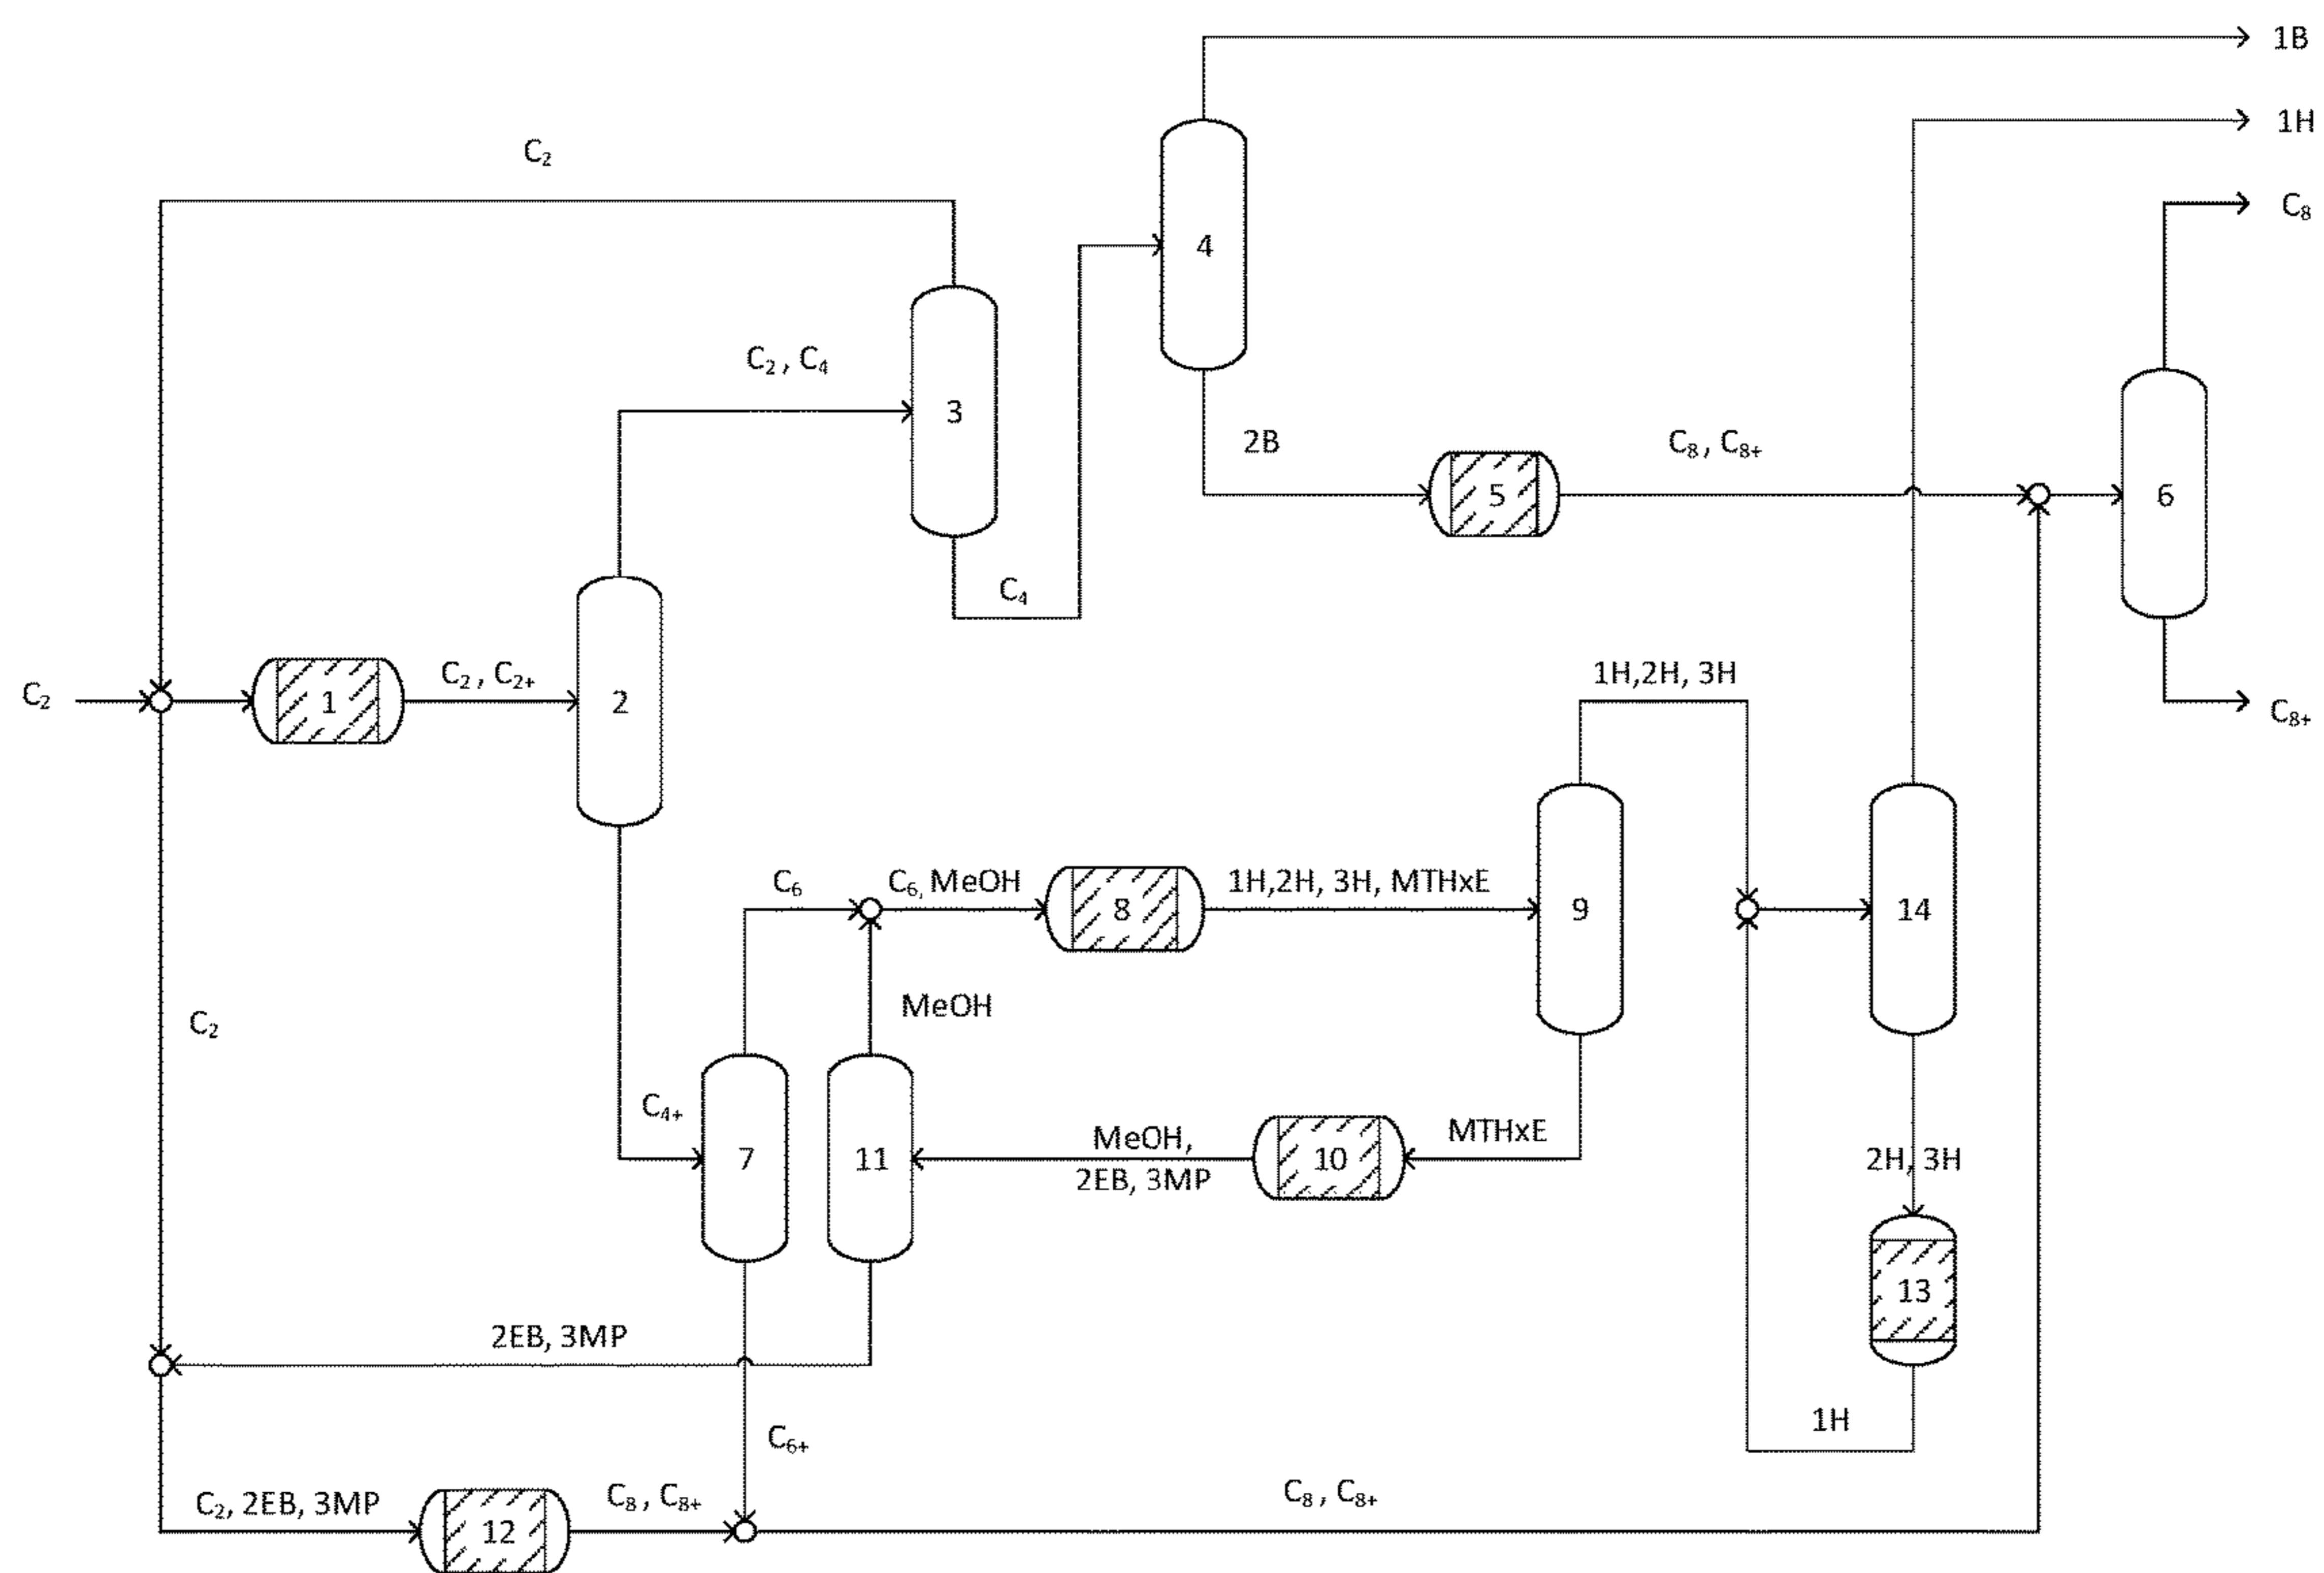 1B
1H
C₂
C₈
4
C₂, C₄
3
2B
C₈, C₈₊
5
6
C₄
C₂
C₂, C₂₊
1
2
1H,2H, 3H
C₈₊
C₆
C₆, MeOH
8
1H,2H, 3H, MTHxE
9
14
MeOH
C₂
C₄₊
7
11
MeOH,
2EB, 3MP
10
MTHxE
2H, 3H
13
2EB, 3MP
1H
C₆₊
C₂, 2EB, 3MP
12
C₈, C₈₊
C₈, C₈₊